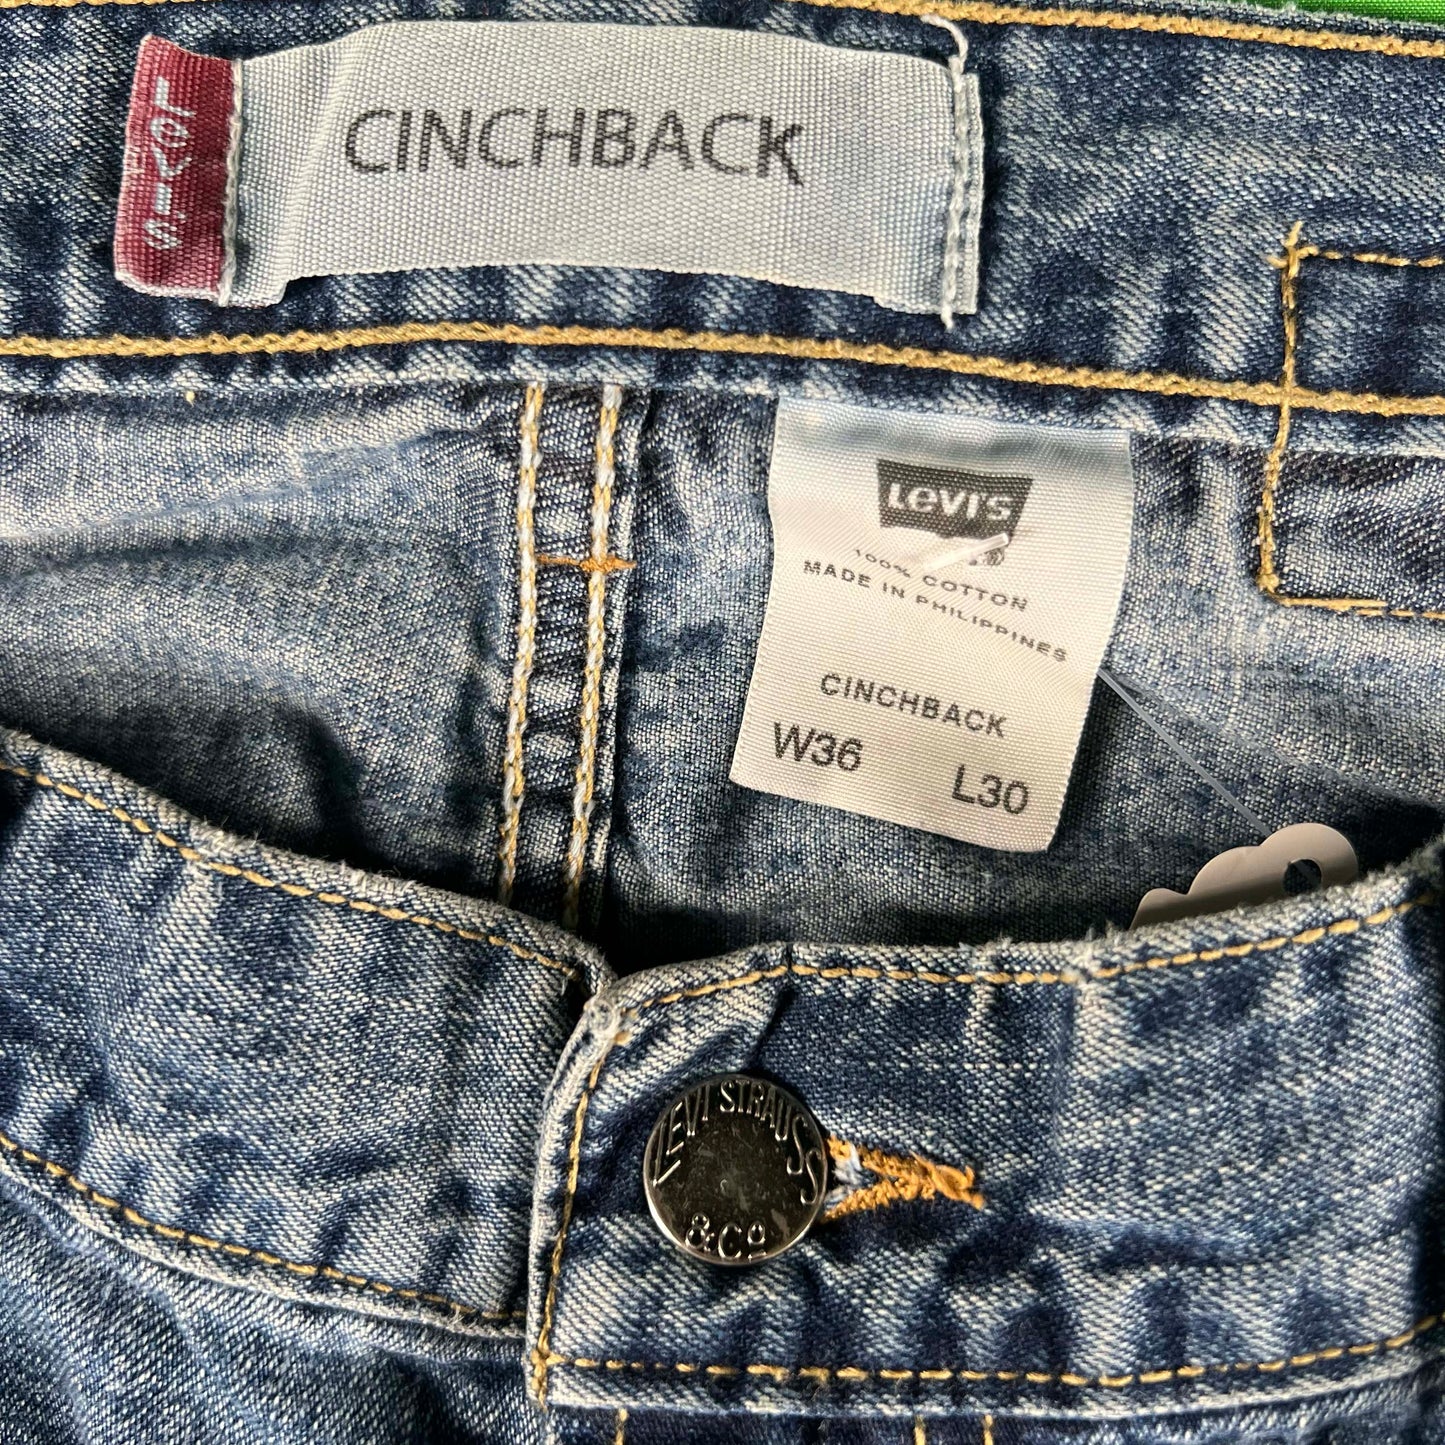 LEVI'S
CINCHBACK
LEVI'S
®
100% COTTON
MADE IN PHILIPPINES
CINCHBACK
W36 L30
LEVI STRAUSS
& Co